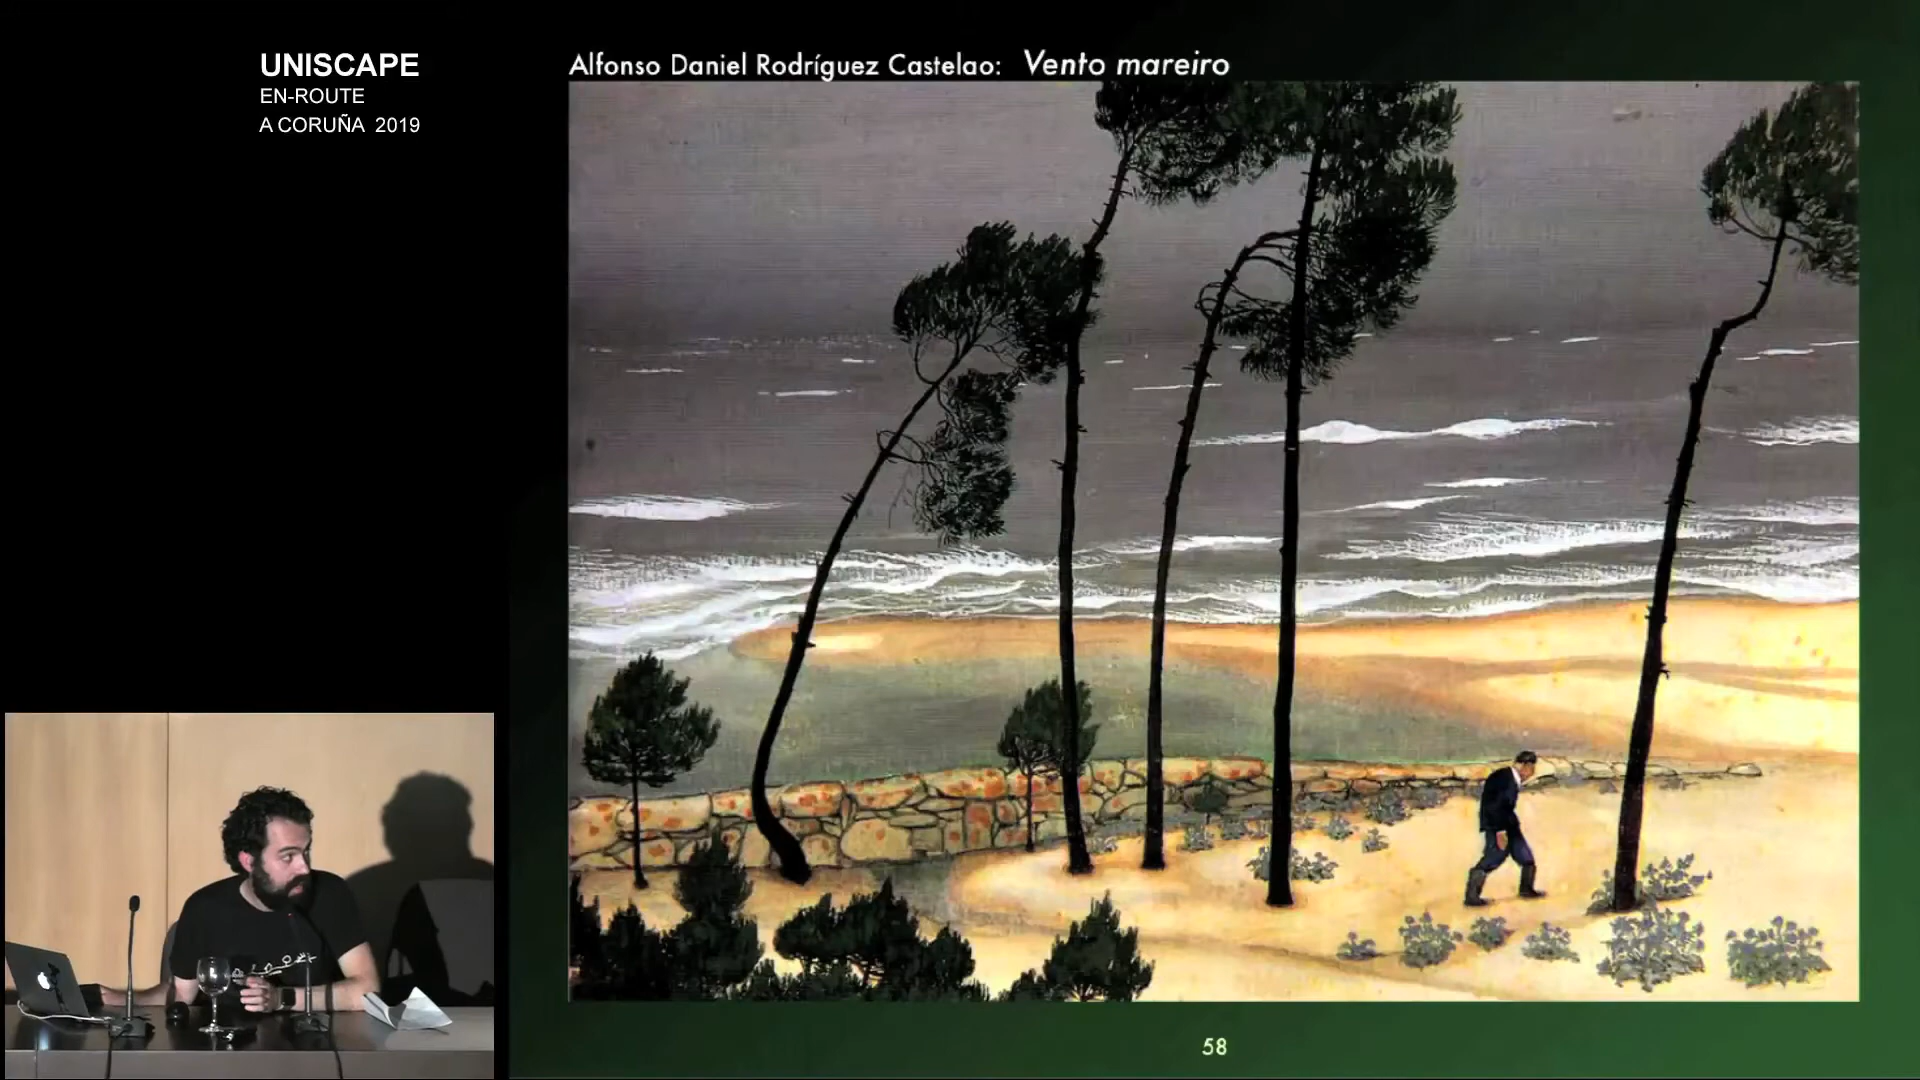 UNISCAPE
EN-ROUTE
A CORUÑA 2019
Alfonso Daniel Rodríguez Castelao: Vento mareiro
58